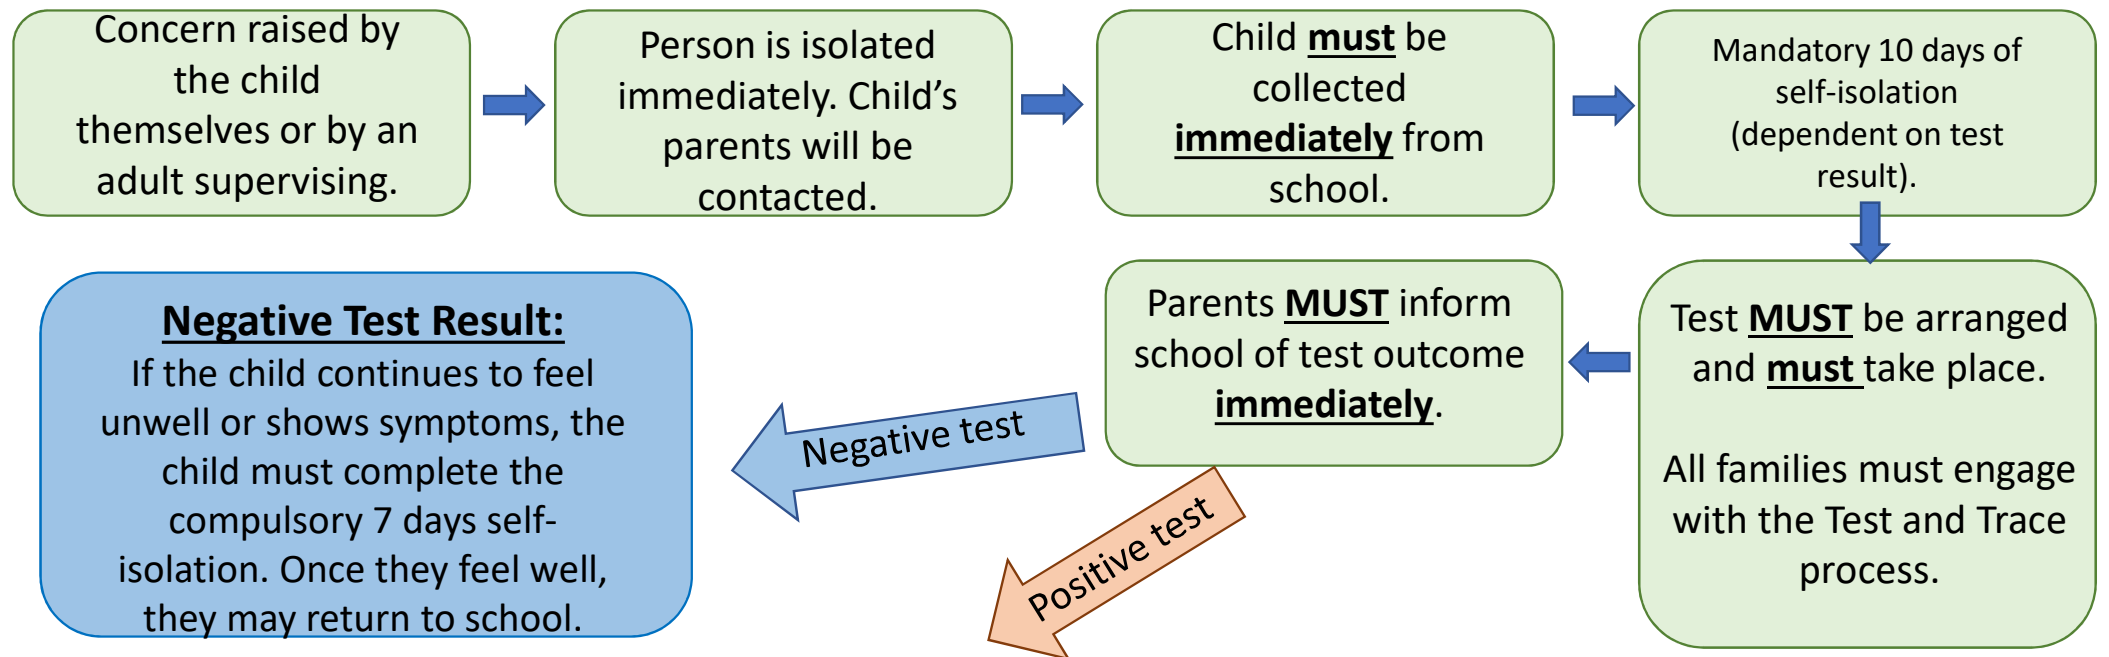 Concern raised by
the child
themselves or by an
adult supervising.
Person is isolated
immediately. Child’s
parents will be
contacted.
Child must be
collected
immediately from
school.
Mandatory 10 days of
self-isolation
(dependent on test
result).
Test MUST be arranged
and must take place.
All families must engage
with the Test and Trace
process.
Parents MUST inform
school of test outcome
immediately.
Negative test
Negative Test Result:
If the child continues to feel
unwell or shows symptoms, the
child must complete the
compulsory 7 days self-
isolation. Once they feel well,
they may return to school.
Positive test